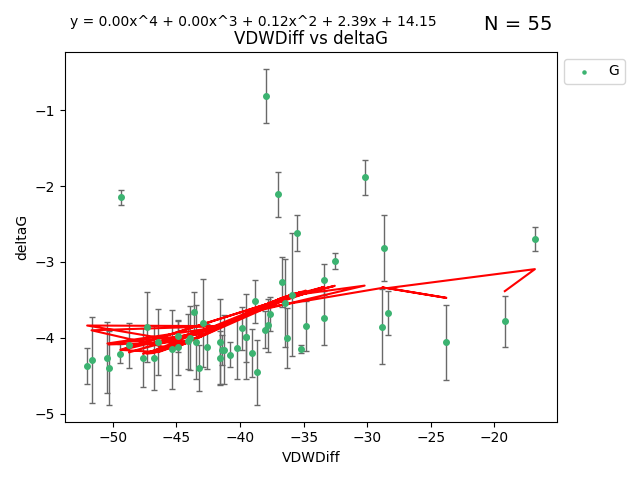 y = 0.00x^4 + 0.00x^3 + 0.12x^2 + 2.39x + 14.15
N = 55
VDWDiff vs deltaG
G
−1
−2
−3
−4
−5
deltaG
−50
−45
−40
−35
−30
−25
−20
VDWDiff